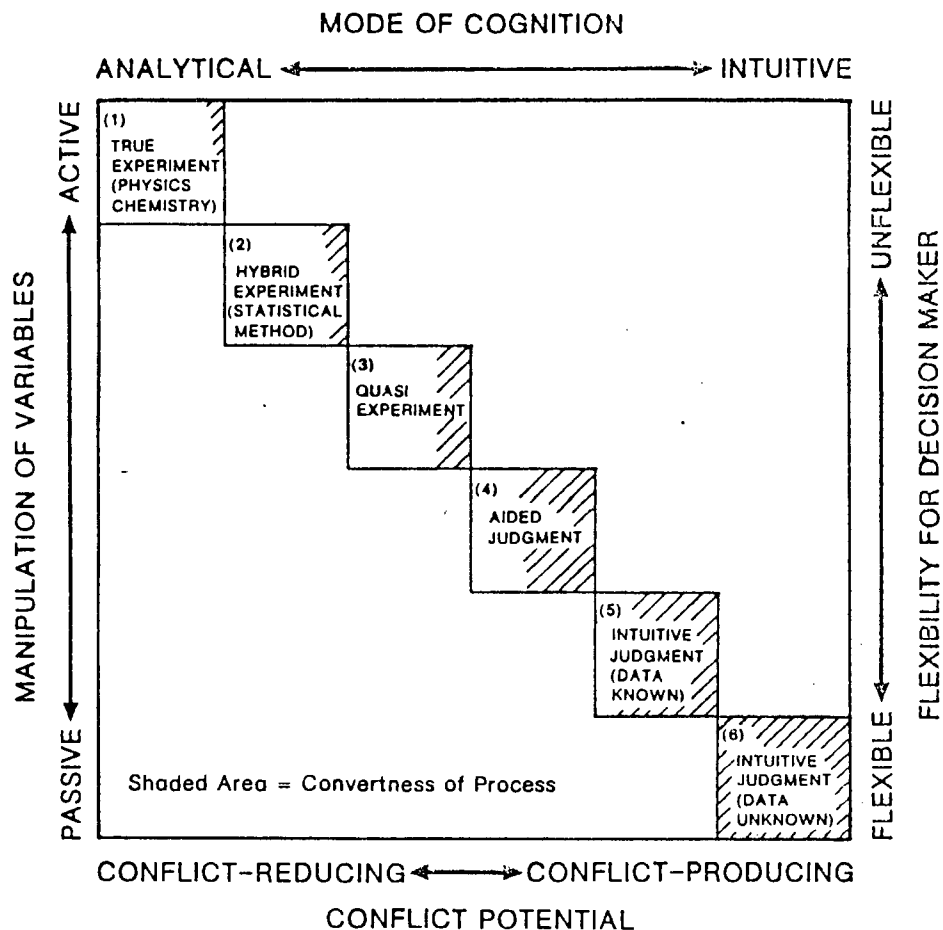 MODE OF COGNITION
ANALYTICAL
INTUITIVE
MANIPULATION OF VARIABLES
ACTIVE
PASSIVE
(1)
TRUE
EXPERIMENT
(PHYSICS
CHEMISTRY)
(2)
HYBRID
EXPERIMENT
(STATISTICAL
METHOD)
(3)
QUASI
EXPERIMENT
(4)
AIDED
JUDGMENT
(5)
INTUITIVE
JUDGMENT
(DATA
KNOWN)
(6)
INTUITIVE
JUDGMENT
(DATA
UNKNOWN)
Shaded Area = Convertness of Process
UNFLEXIBLE
FLEXIBLE
FLEXIBILITY FOR DECISION MAKER
CONFLICT-REDUCING
CONFLICT-PRODUCING
CONFLICT POTENTIAL